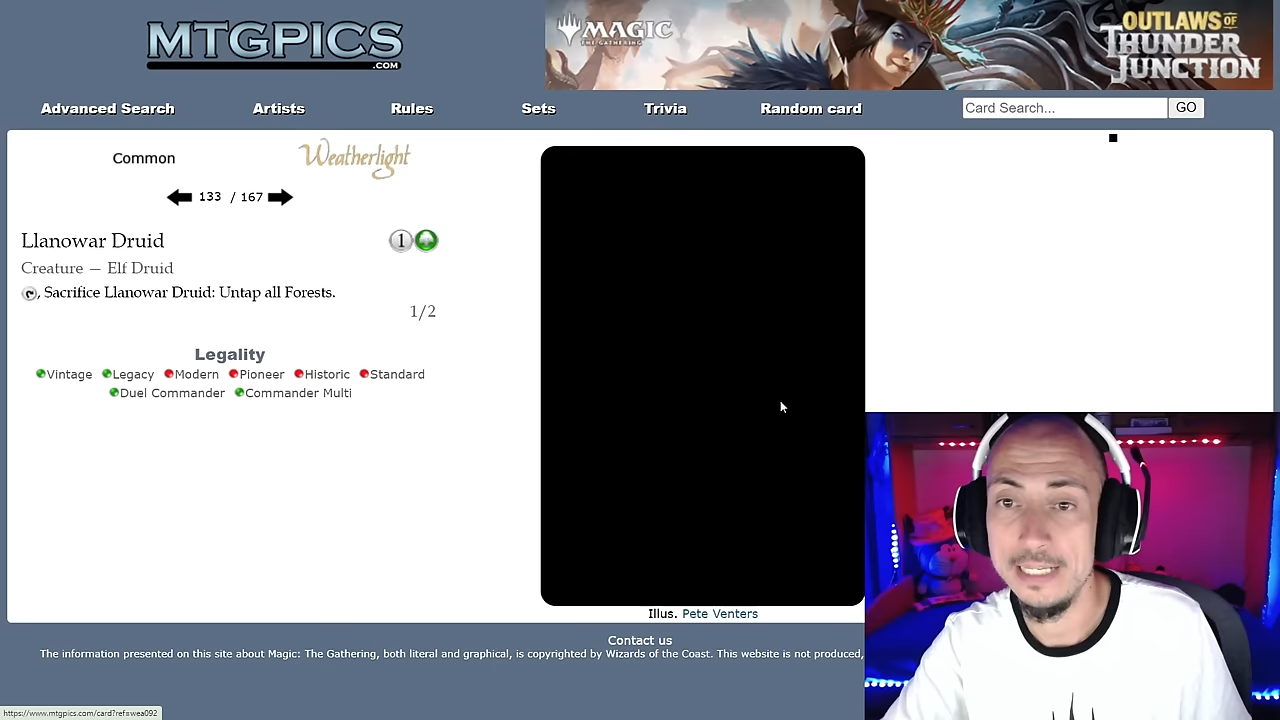 MTGPICS
.COM
MAGIC
THE GATHERING
OUTLAWS OF
THUNDER
JUNCTION
Advanced Search
Artists
Rules
Sets
Trivia
Random card
Card Search...
GO
Common
Weatherlight
133 / 167
Llanowar Druid
1
Creature — Elf Druid
, Sacrifice Llanowar Druid: Untap all Forests.
1/2
Legality
Vintage Legacy Modern Pioneer Historic Standard
Duel Commander Commander Multi
Illus. Pete Venters
Contact us
The information presented on this site about Magic: The Gathering, both literal and graphical, is copyrighted by Wizards of the Coast. This website is not produced,
https://www.mtgpics.com/card?ref=wea092